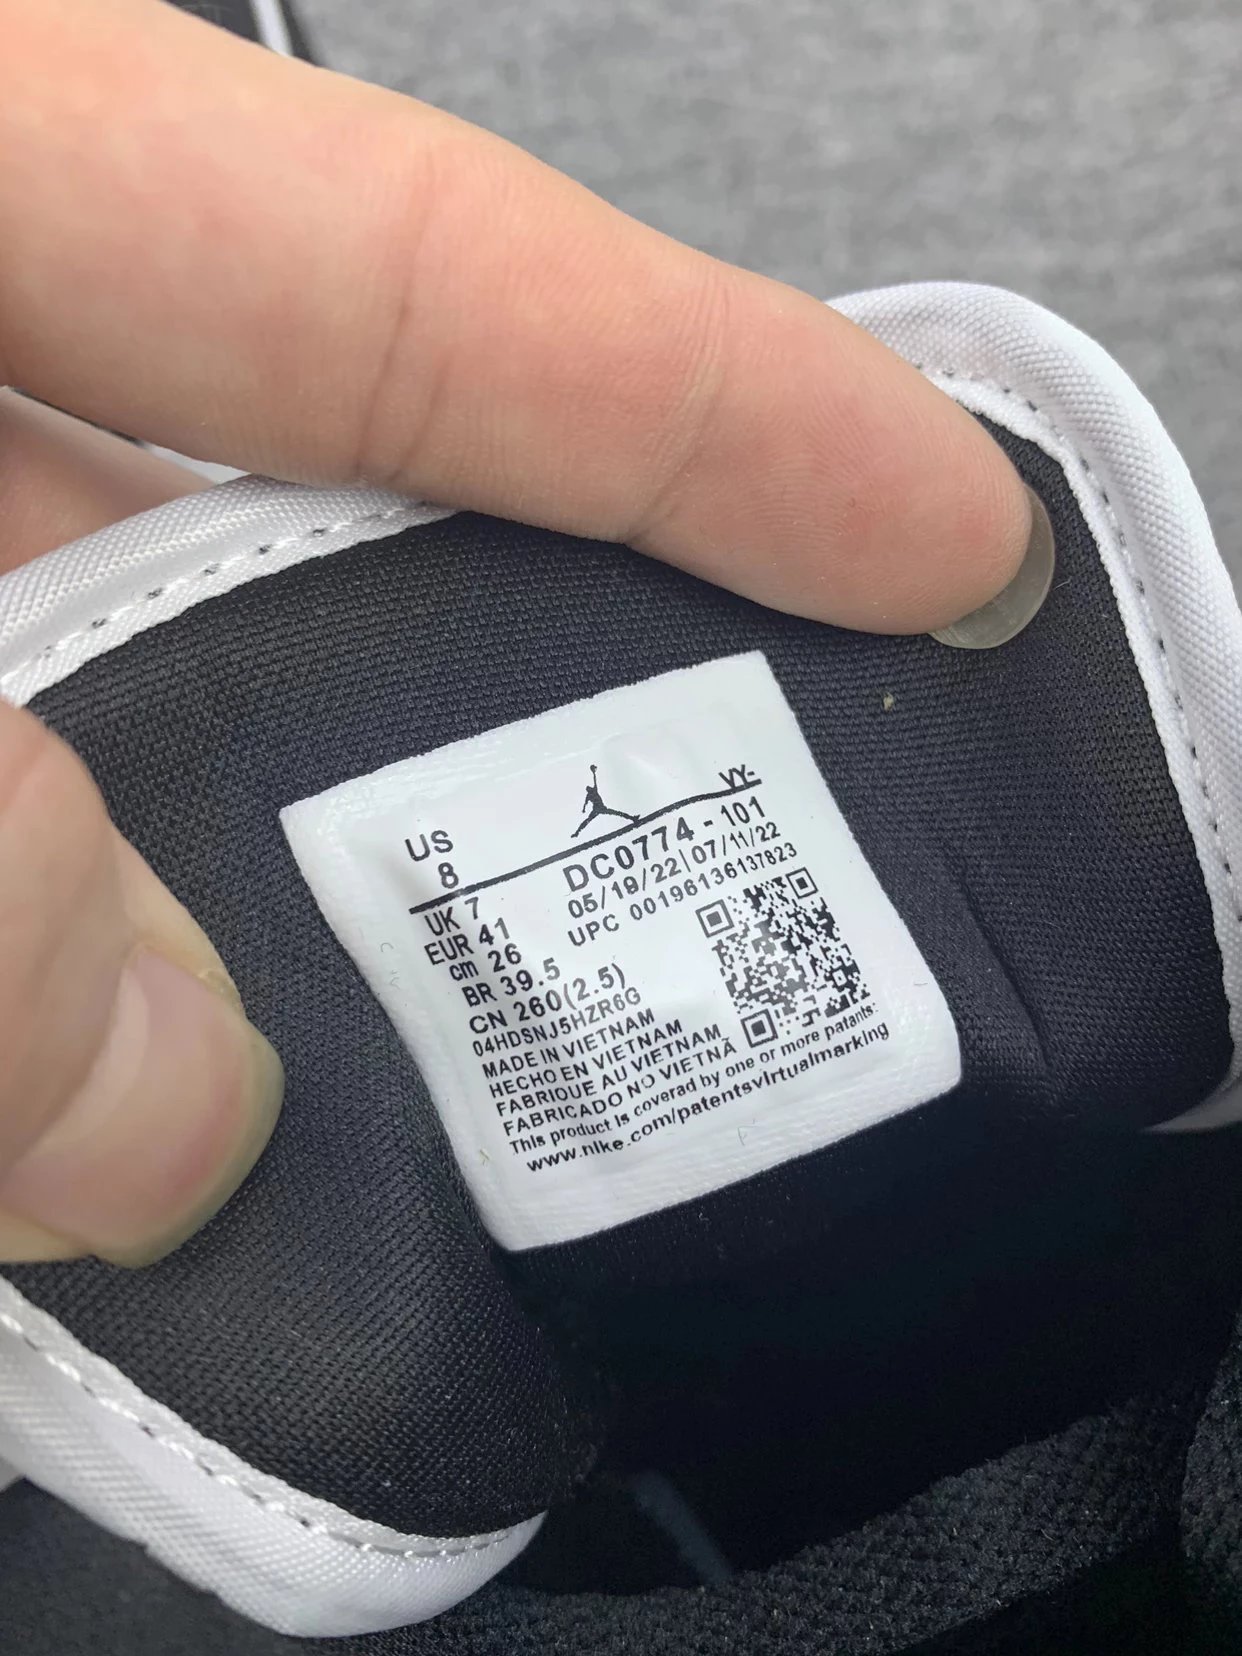 US
8
VY-
UK 7
EUR 41
cm 26
BR 39.5
CN 260(2.5)
DC0774 - 101
05/19/22|07/11/22
UPC 00196136137823
04HDSNJ5HZR6G
MADE IN VIETNAM
HECHO EN VIETNAM
FABRIQUE AU VIETNAM
FABRICADO NO VIETNÃ
This product is covered by one or more patents:
www.nike.com/patentsvirtualmarking